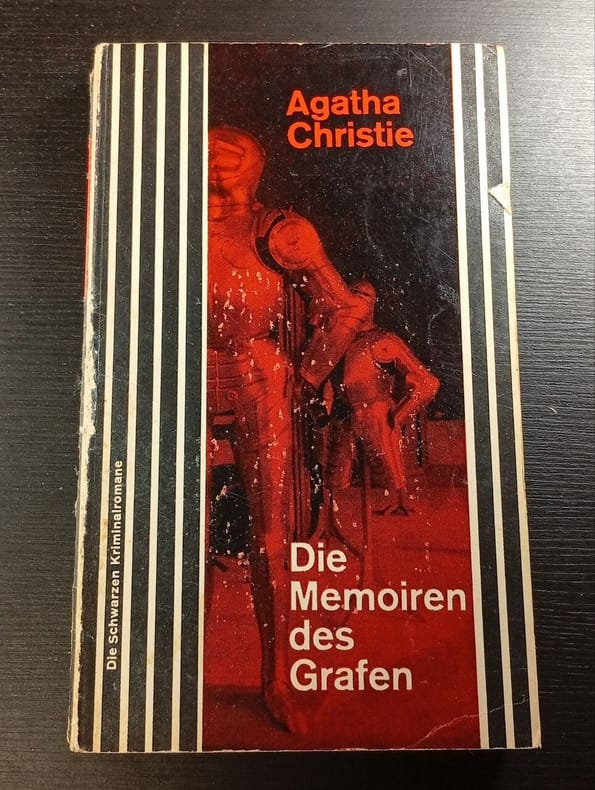 Agatha
Christie
Die
Memoiren
des
Grafen
Die Schwarzen Kriminalromane